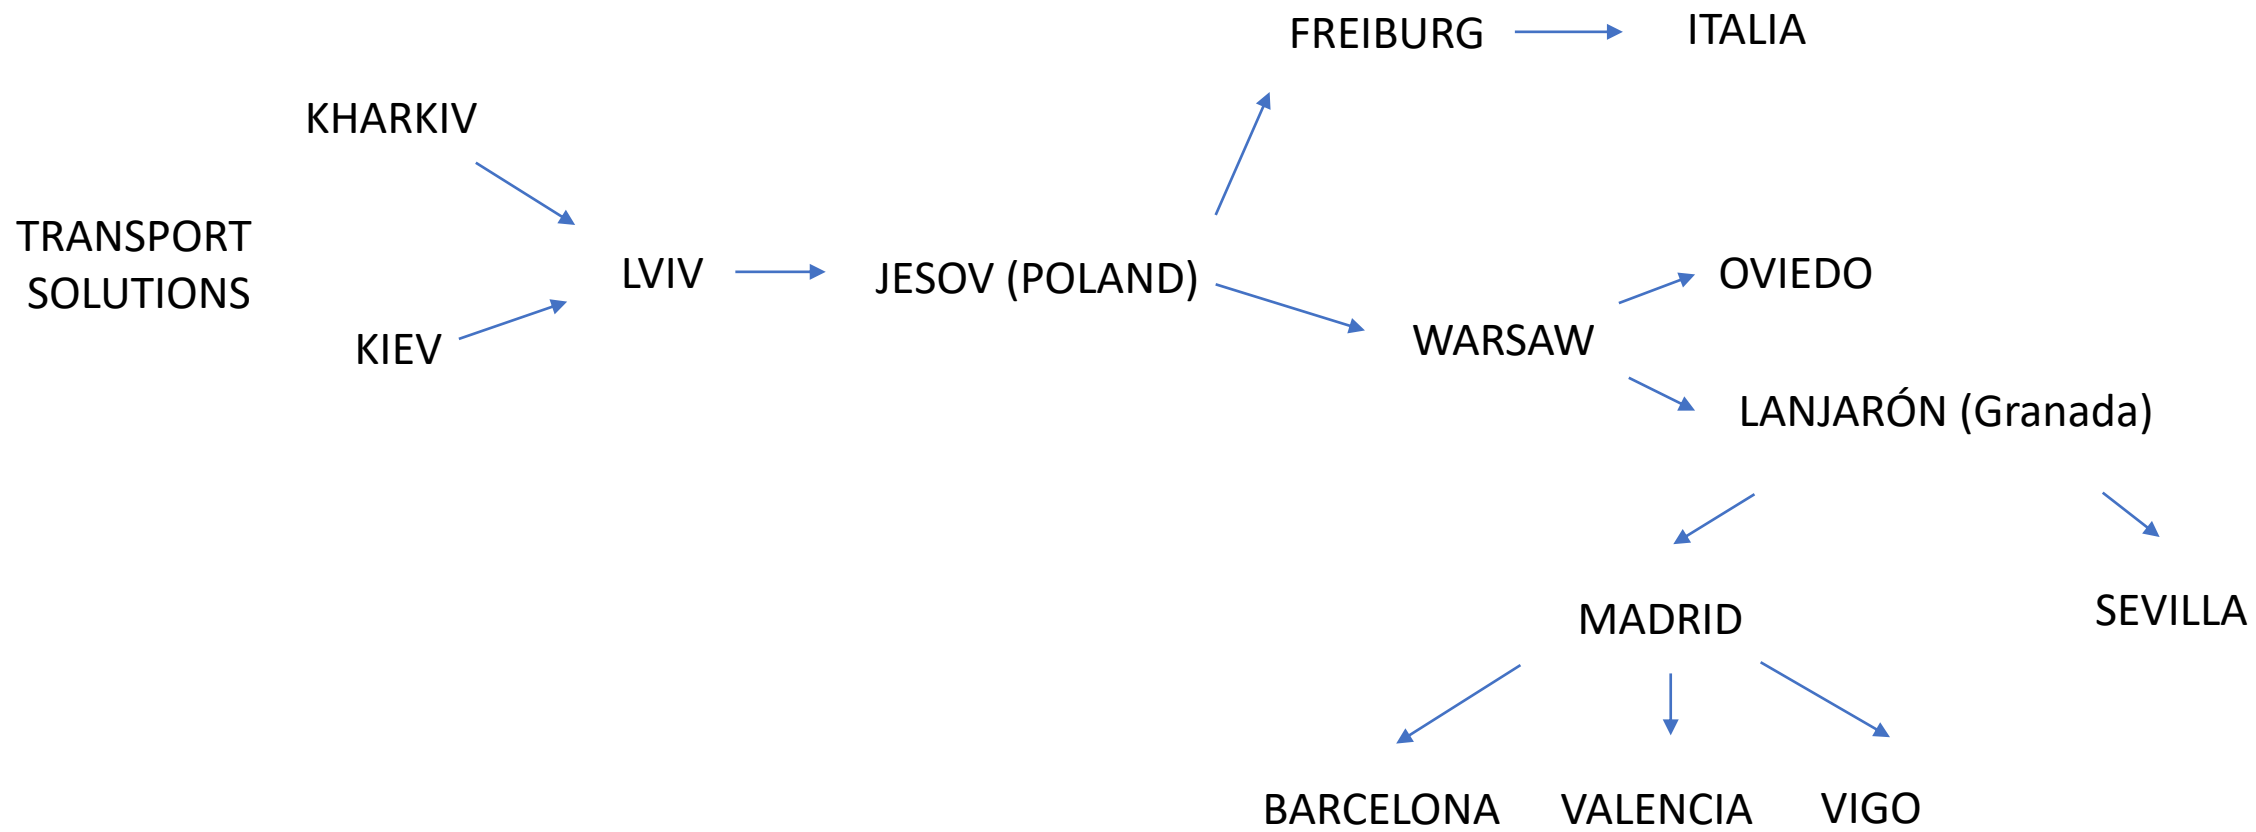 TRANSPORT
SOLUTIONS
KHARKIV
KIEV
LVIV
JESOV (POLAND)
FREIBURG
ITALIA
WARSAW
OVIEDO
LANJARÓN (Granada)
MADRID
SEVILLA
BARCELONA
VALENCIA
VIGO